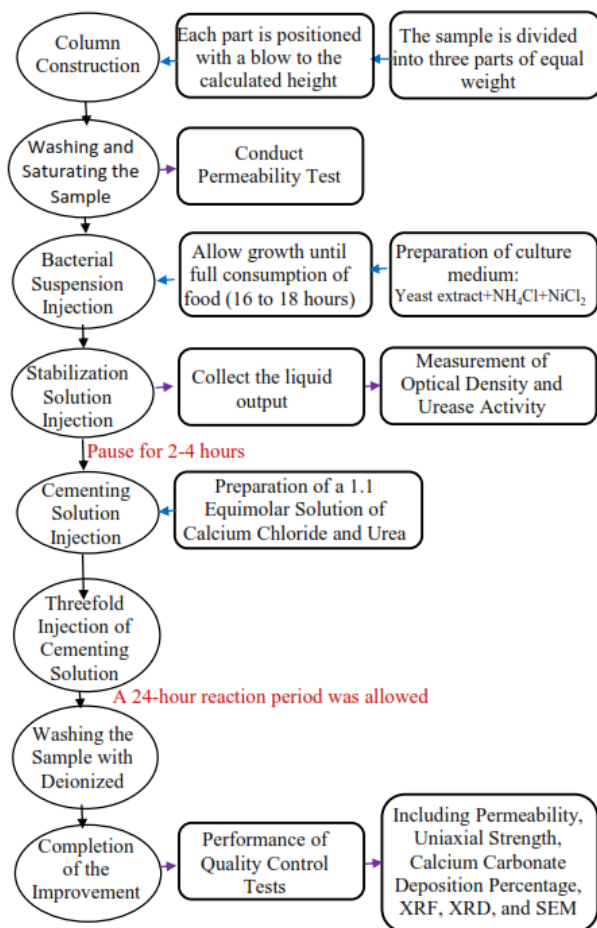 Column
Construction
Each part is positioned
with a blow to the
calculated height
The sample is divided
into three parts of equal
weight
Washing and
Saturating the
Sample
Conduct
Permeability Test
Bacterial
Suspension
Injection
Allow growth until
full consumption of
food (16 to 18 hours)
Preparation of culture
medium:
Yeast extract+NH₄Cl+NiCl₂
Stabilization
Solution
Injection
Collect the liquid
output
Measurement of
Optical Density and
Urease Activity
Pause for 2-4 hours
Cementing
Solution
Injection
Preparation of a 1.1
Equimolar Solution of
Calcium Chloride and Urea
Threefold
Injection of
Cementing
Solution
A 24-hour reaction period was allowed
Washing the
Sample with
Deionized
Completion
of the
Improvement
Performance of
Quality Control
Tests
Including Permeability,
Uniaxial Strength,
Calcium Carbonate
Deposition Percentage,
XRF, XRD, and SEM